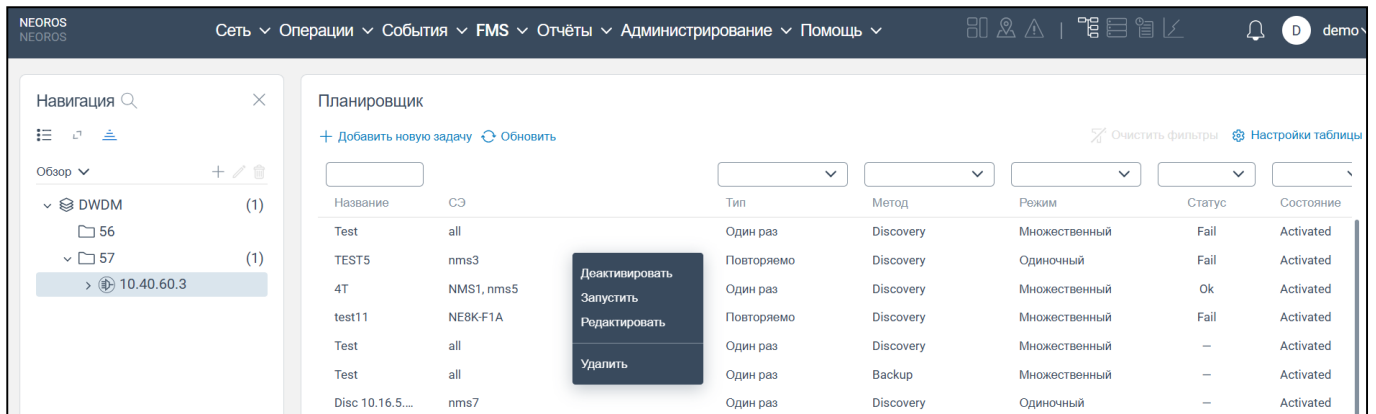 NEOROS
NEOROS
Сеть Операции События FMS Отчёты Администрирование Помощь
D demo
Навигация
Планировщик
Добавить новую задачу Обновить Очистить фильтры Настройки таблицы
Обзор
DWDM (1)
56
57 (1)
10.40.60.3
Название СЭ Тип Метод Режим Статус Состояние
Test all Один раз Discovery Множественный Fail Activated
TEST5 nms3 Повторяемо Discovery Одиночный Fail Activated
4T NMS1, nms5 Один раз Discovery Множественный Ok Activated
test11 NE8K-F1A Повторяемо Discovery Множественный Fail Activated
Test all Один раз Discovery Множественный – Activated
Test all Один раз Backup Множественный – Activated
Disc 10.16.5.... nms7 Один раз Discovery Одиночный – Activated
Деактивировать
Запустить
Редактировать
Удалить